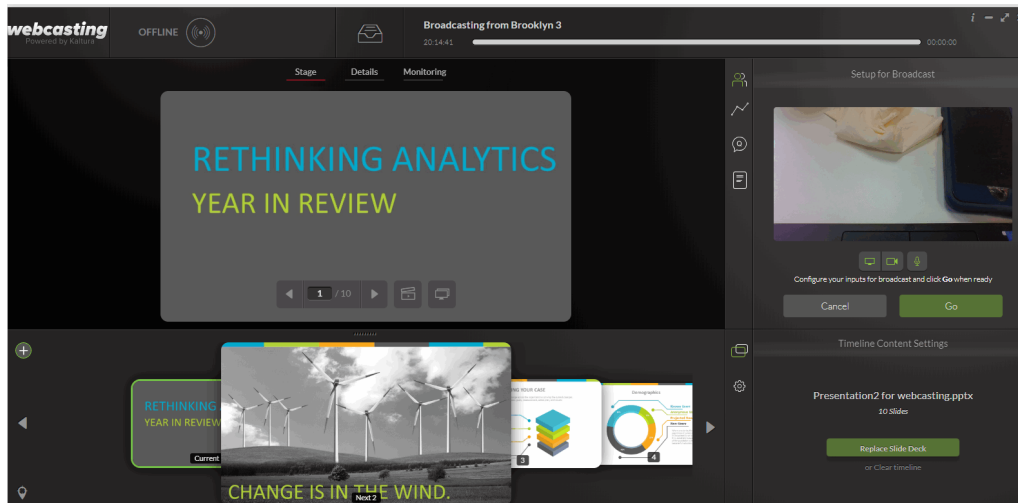 webcasting
Powered by Kaltura
OFFLINE
Broadcasting from Brooklyn 3
20:14:41
00:00:00
i
Stage Details Monitoring
RETHINKING ANALYTICS
YEAR IN REVIEW
1 / 10
Setup for Broadcast
Configure your inputs for broadcast and click Go when ready
Cancel Go
RETHINKING
YEAR IN REVIEW
Current
CHANGE IS IN THE WIND.
Next 2
YOUR CASE
3
Demographics
4
Timeline Content Settings
Presentation2 for webcasting.pptx
10 Slides
Replace Slide Deck
or Clear timeline